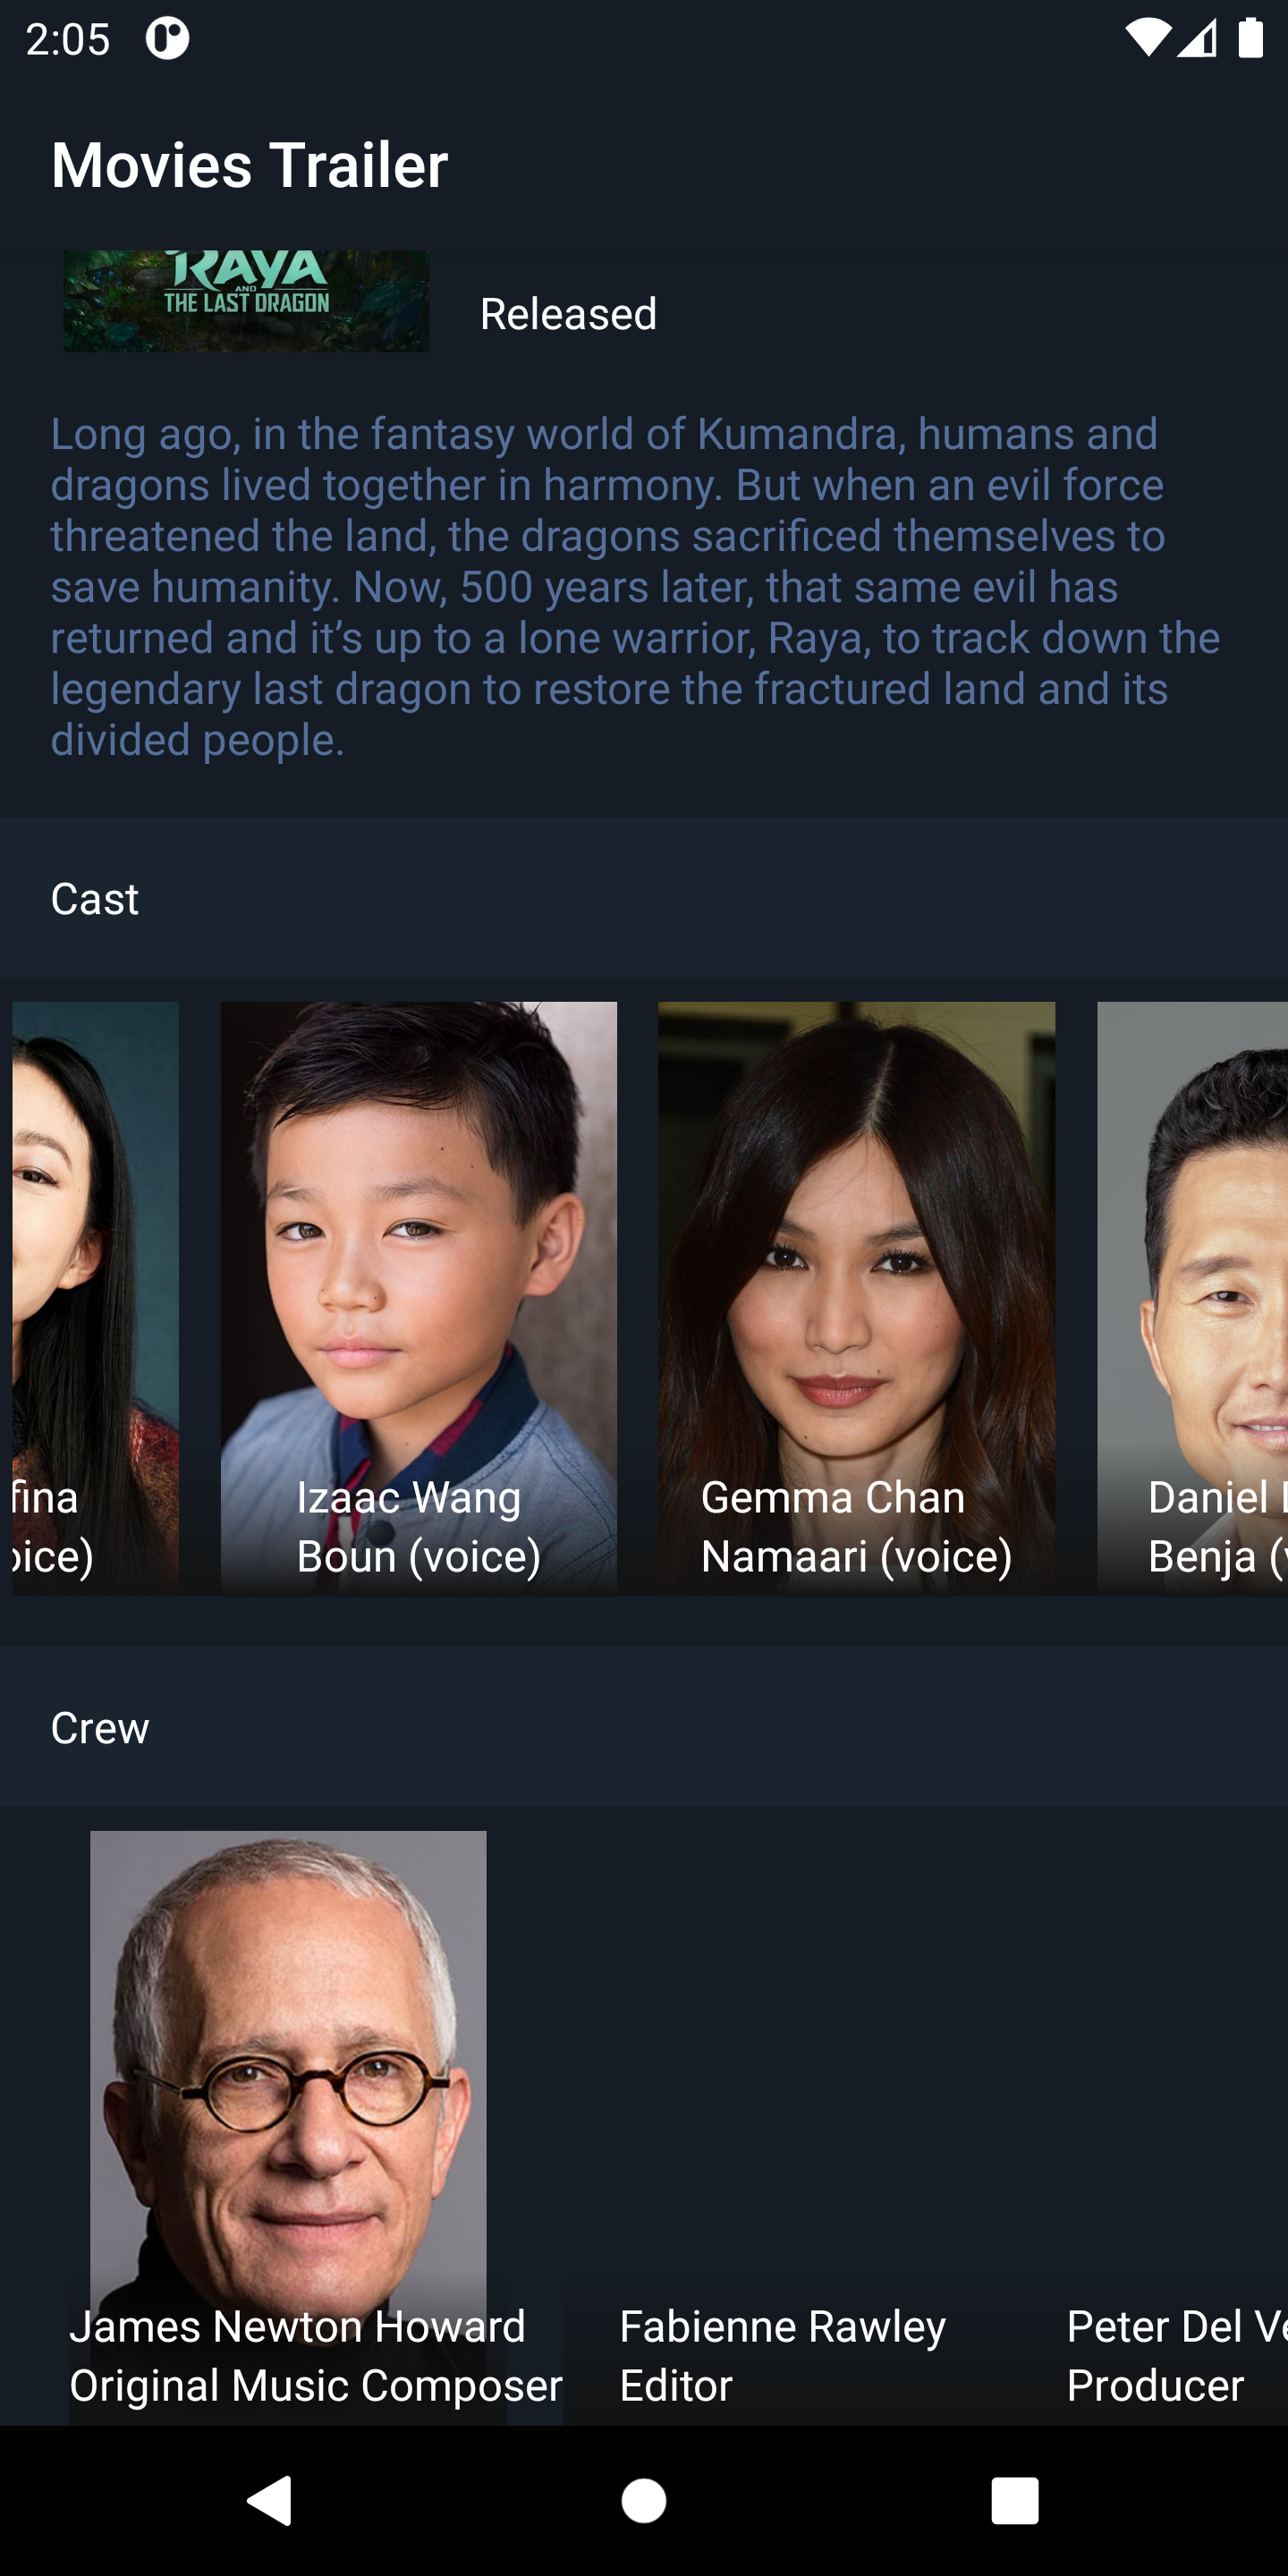 2:05
Movies Trailer
RAYA
AND
THE LAST DRAGON
Released
Long ago, in the fantasy world of Kumandra, humans and
dragons lived together in harmony. But when an evil force
threatened the land, the dragons sacrificed themselves to
save humanity. Now, 500 years later, that same evil has
returned and it’s up to a lone warrior, Raya, to track down the
legendary last dragon to restore the fractured land and its
divided people.
Cast
fina
oice)
Izaac Wang
Boun (voice)
Gemma Chan
Namaari (voice)
Daniel
Benja (v
Crew
James Newton Howard
Original Music Composer
Fabienne Rawley
Editor
Peter Del Ve
Producer